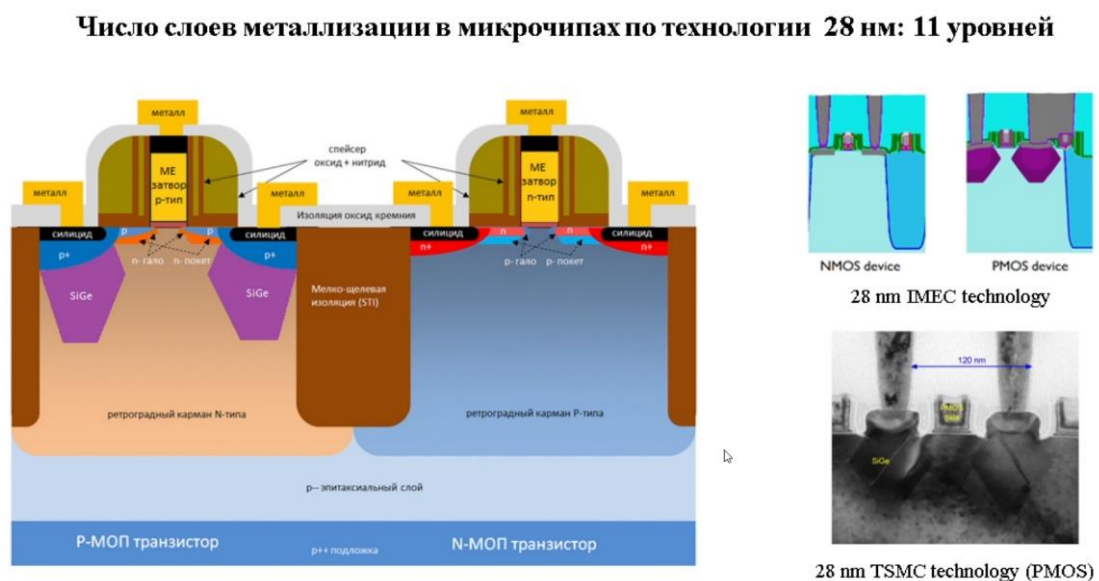 Число слоев металлизации в микрочипах по технологии 28 нм: 11 уровней
металл
металл
спейсер
оксид + нитрид
МЕ
затвор
p-тип
МЕ
затвор
n-тип
металл
металл
металл
Изоляция оксид кремния
силицид
p
p
силицид
силицид
n
n
силицид
p+
n- гало
n- покет
p+
n+
p- гало
p- покет
n+
SiGe
SiGe
Мелко-щелевая
изоляция (STI)
ретроградный карман N-типа
ретроградный карман P-типа
p-- эпитаксиальный слой
P-МОП транзистор
p++ подложка
N-МОП транзистор
NMOS device
PMOS device
28 nm IMEC technology
120 nm
PMOS
SiGe
28 nm TSMC technology (PMOS)